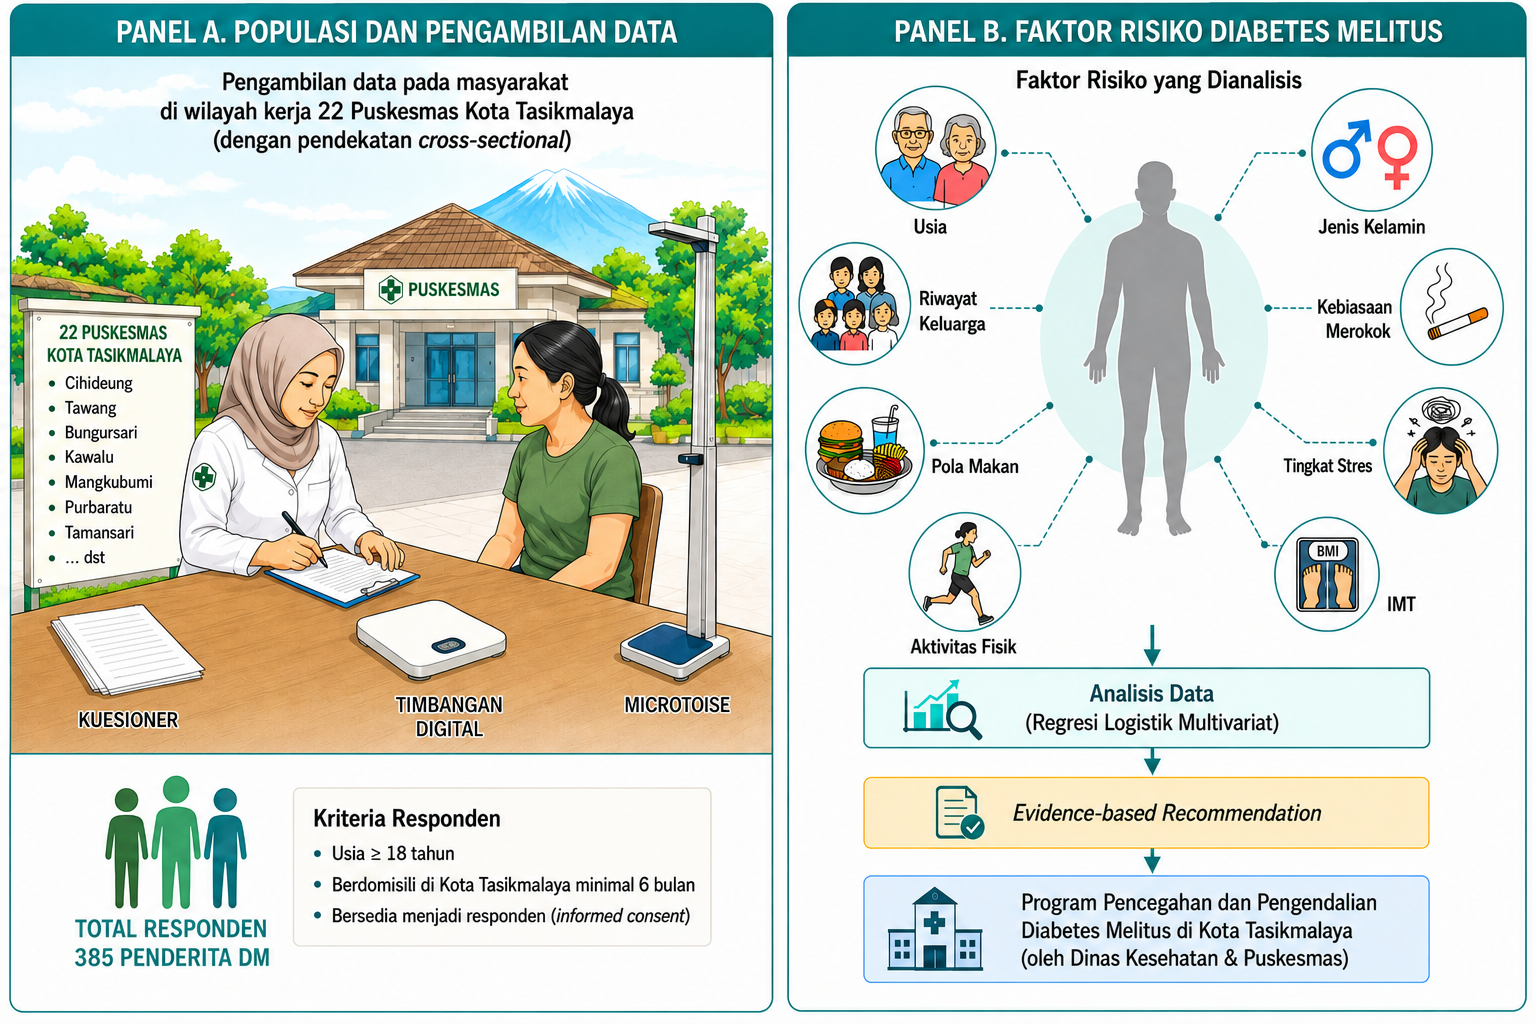 PANEL A. POPULASI DAN PENGAMBILAN DATA
Pengambilan data pada masyarakat
di wilayah kerja 22 Puskesmas Kota Tasikmalaya
(dengan pendekatan cross-sectional)
PUSKESMAS
22 PUSKESMAS
KOTA TASIKMALAYA
• Cihideung
• Tawang
• Bungursari
• Kawalu
• Mangkubumi
• Purbaratu
• Tamansari
• ... dst
KUESIONER
TIMBANGAN
DIGITAL
MICROTOISE
TOTAL RESPONDEN
385 PENDERITA DM
Kriteria Responden
• Usia ≥ 18 tahun
• Berdomisili di Kota Tasikmalaya minimal 6 bulan
• Bersedia menjadi responden (informed consent)
PANEL B. FAKTOR RISIKO DIABETES MELITUS
Faktor Risiko yang Dianalisis
Usia
Jenis Kelamin
Riwayat
Keluarga
Kebiasaan
Merokok
Pola Makan
Tingkat Stres
Aktivitas Fisik
BMI
IMT
Analisis Data
(Regresi Logistik Multivariat)
Evidence-based Recommendation
Program Pencegahan dan Pengendalian
Diabetes Melitus di Kota Tasikmalaya
(oleh Dinas Kesehatan & Puskesmas)